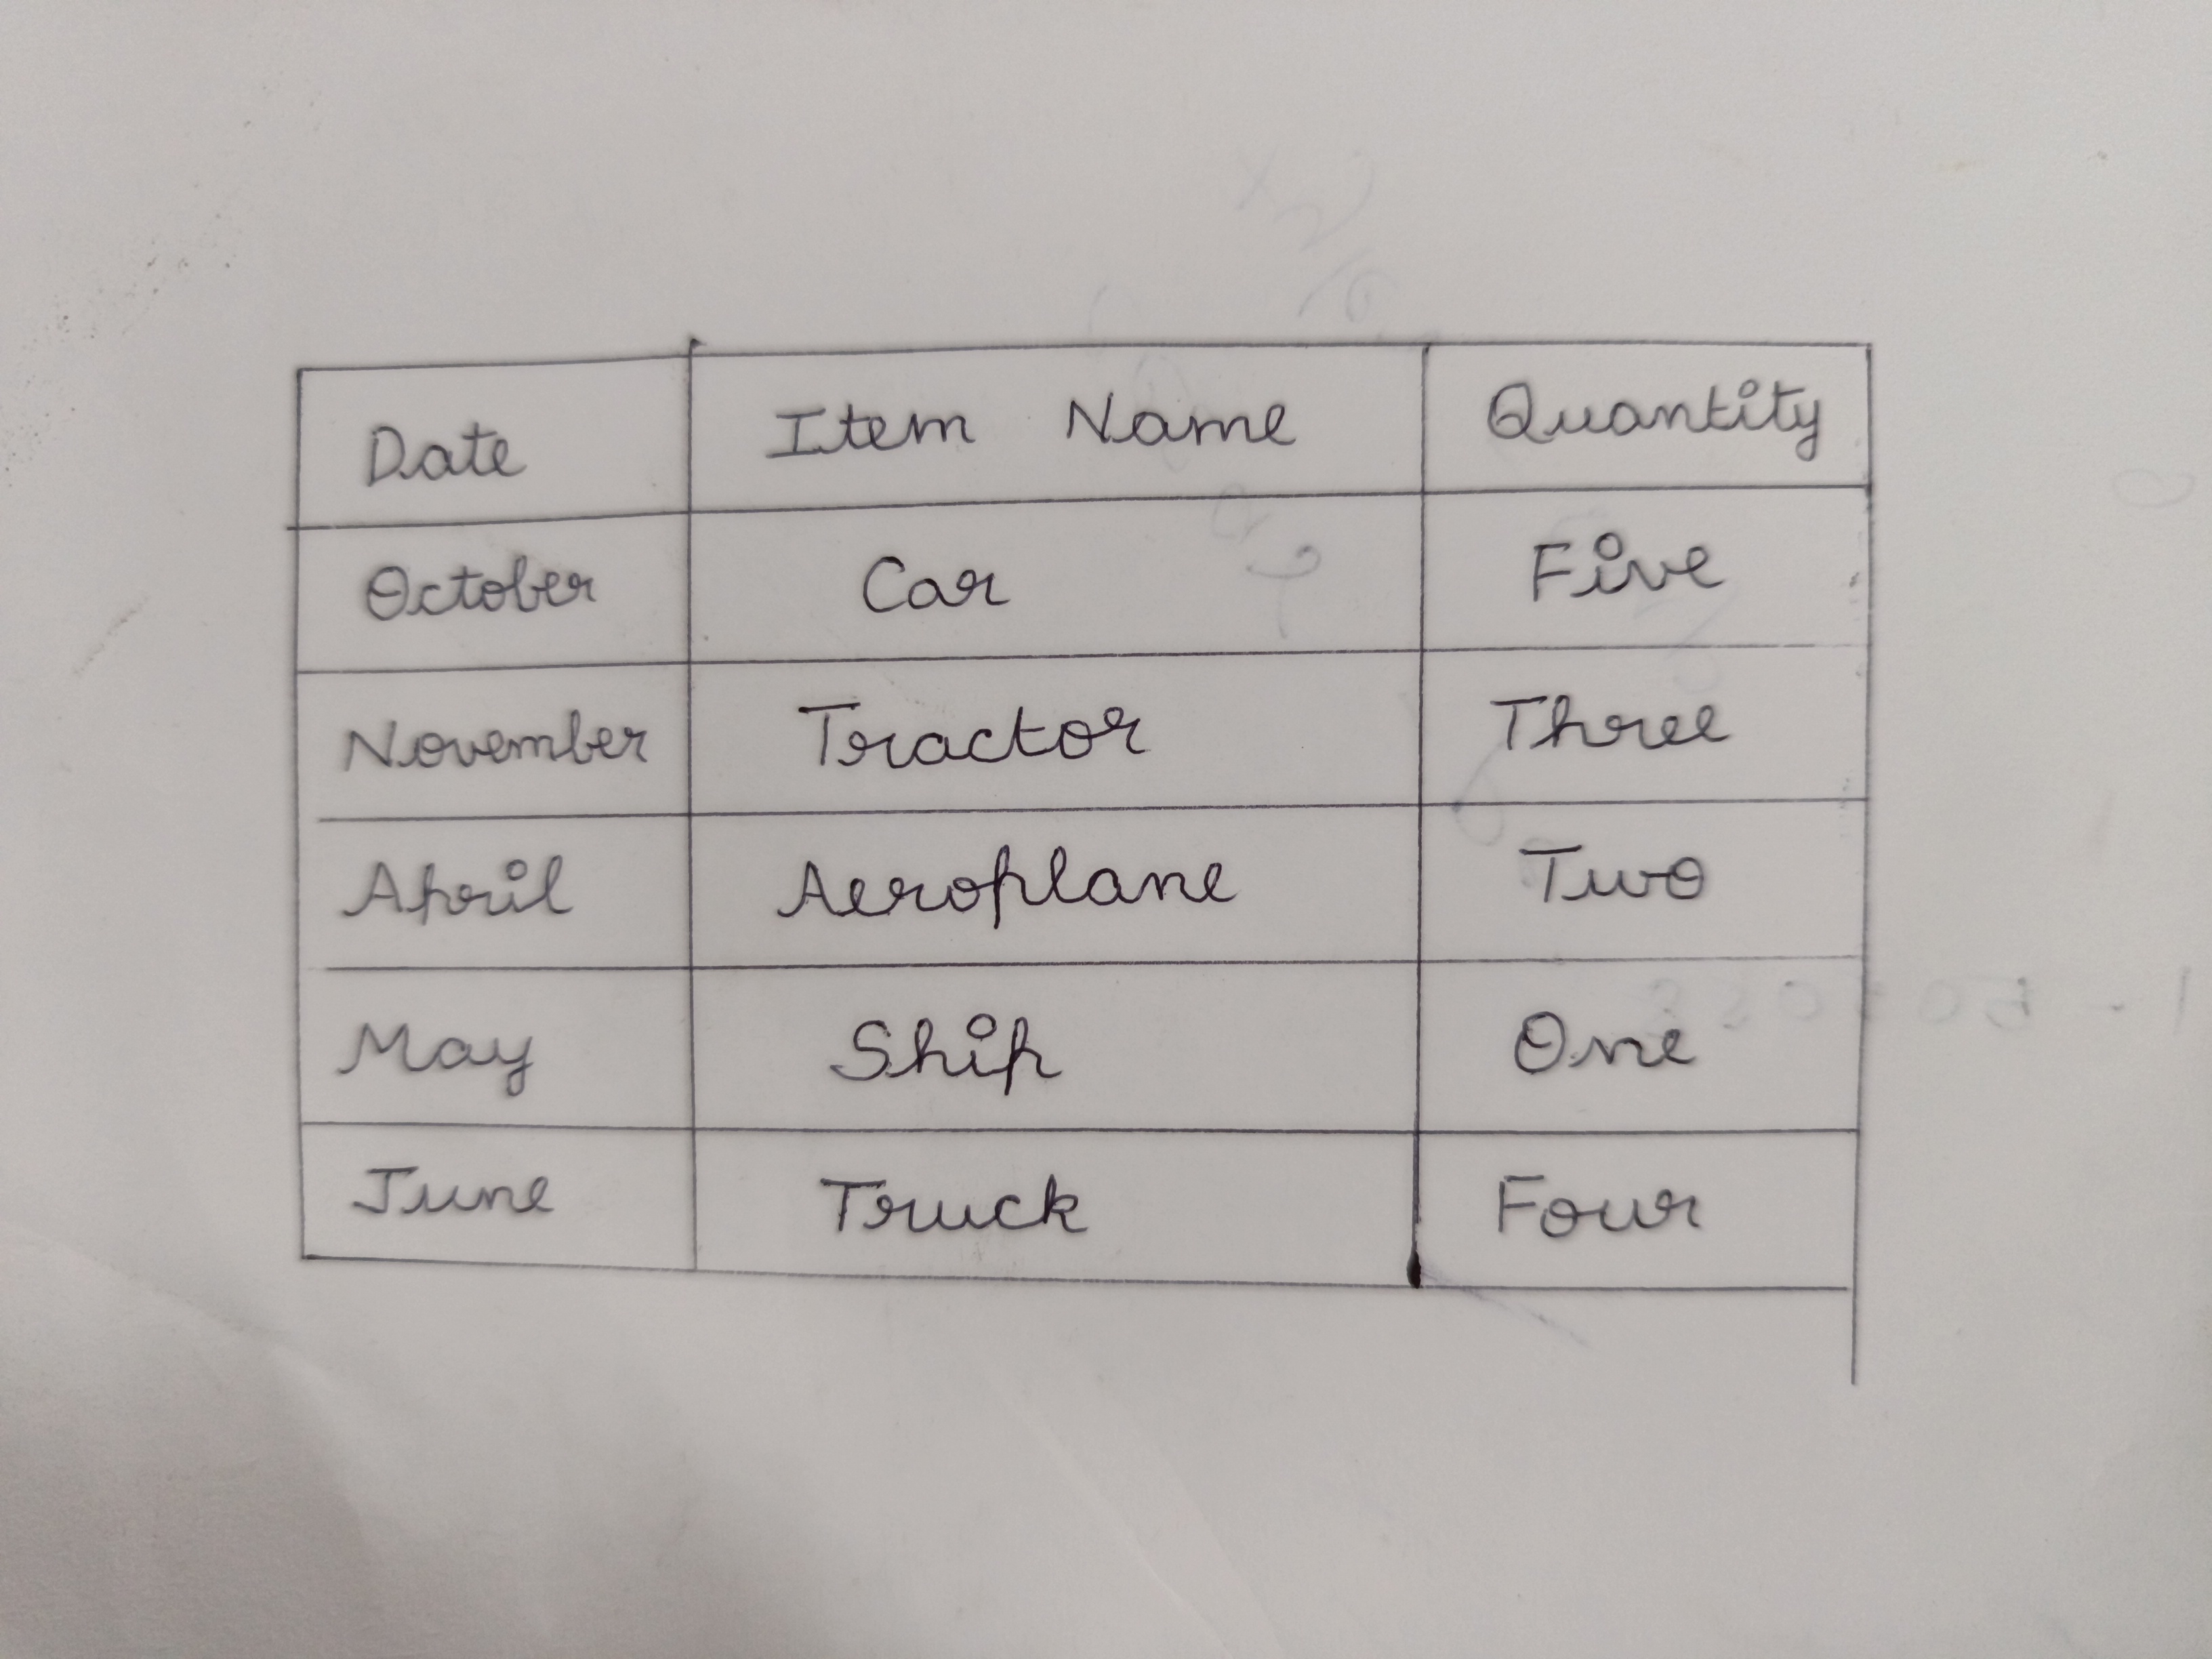 Date Item Name Quantity
October Car Five
November Tractor Three
April Aeroplane Two
May Ship One
June Truck Four